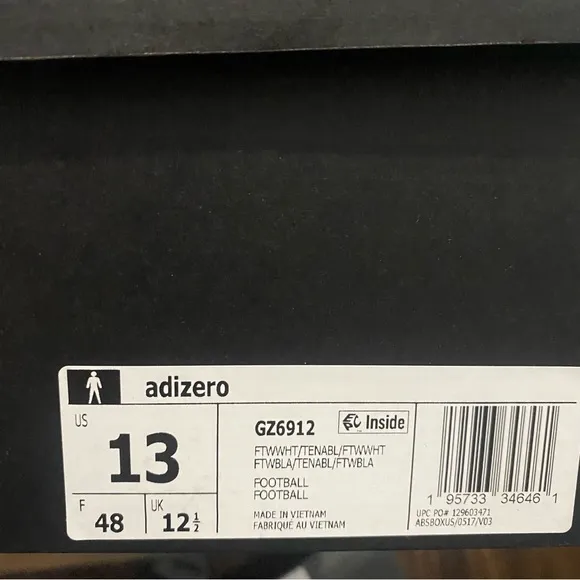 adizero
US
13
F
48
UK
12½
GZ6912
Inside
FTWWHT/TENABL/FTWWHT
FTWBLA/TENABL/FTWBLA
FOOTBALL
FOOTBALL
MADE IN VIETNAM
FABRIQUÉ AU VIETNAM
1 95733 34646 1
UPC PO# 129603471
ABSBOXUS/0517/V03